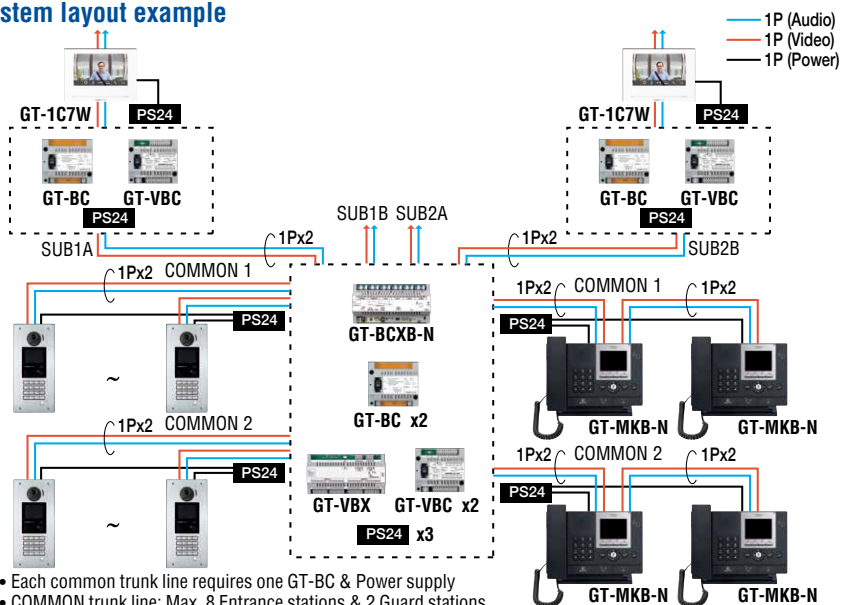 stem layout example
1P (Audio)
1P (Video)
1P (Power)
GT-1C7W
PS24
GT-1C7W
PS24
GT-BC
GT-VBC
PS24
GT-BC
GT-VBC
PS24
SUB1A
1Px2
SUB1B
SUB2A
1Px2
SUB2B
1Px2
COMMON 1
PS24
~
GT-BCXB-N
GT-BC x2
1Px2
COMMON 1
1Px2
PS24
GT-MKB-N
GT-MKB-N
1Px2
COMMON 2
PS24
~
GT-VBX
GT-VBC x2
PS24 x3
1Px2
COMMON 2
1Px2
PS24
GT-MKB-N
GT-MKB-N
• Each common trunk line requires one GT-BC & Power supply
• COMMON trunk line: Max. 8 Entrance stations & 2 Guard stations